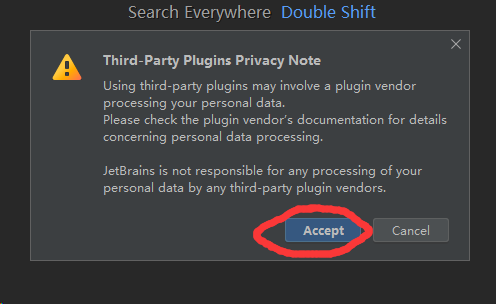 Search Everywhere Double Shift
Third-Party Plugins Privacy Note
Using third-party plugins may involve a plugin vendor
processing your personal data.
Please check the plugin vendor's documentation for details
concerning personal data processing.
JetBrains is not responsible for any processing of your
personal data by any third-party plugin vendors.
Accept Cancel